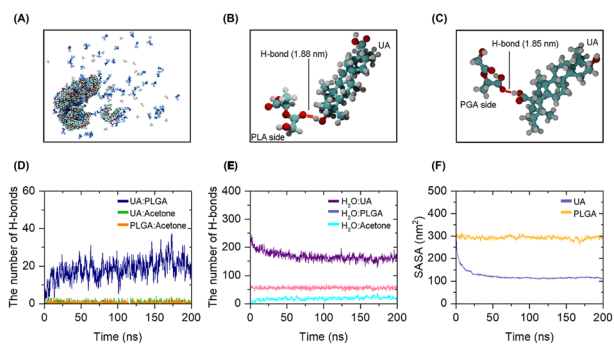 (A)
(B)
H-bond (1.88 nm)
UA
PLA side
(C)
H-bond (1.85 nm)
UA
PGA side
(D)
The number of H-bonds
60
40
20
0
UA:PLGA
UA:Acetone
PLGA:Acetone
0 50 100 150 200
Time (ns)
(E)
The number of H-bonds
400
300
200
100
0
H2O:UA
H2O:PLGA
H2O:Acetone
0 50 100 150 200
Time (ns)
(F)
SASA (nm²)
500
400
300
200
100
0
UA
PLGA
0 50 100 150 200
Time (ns)